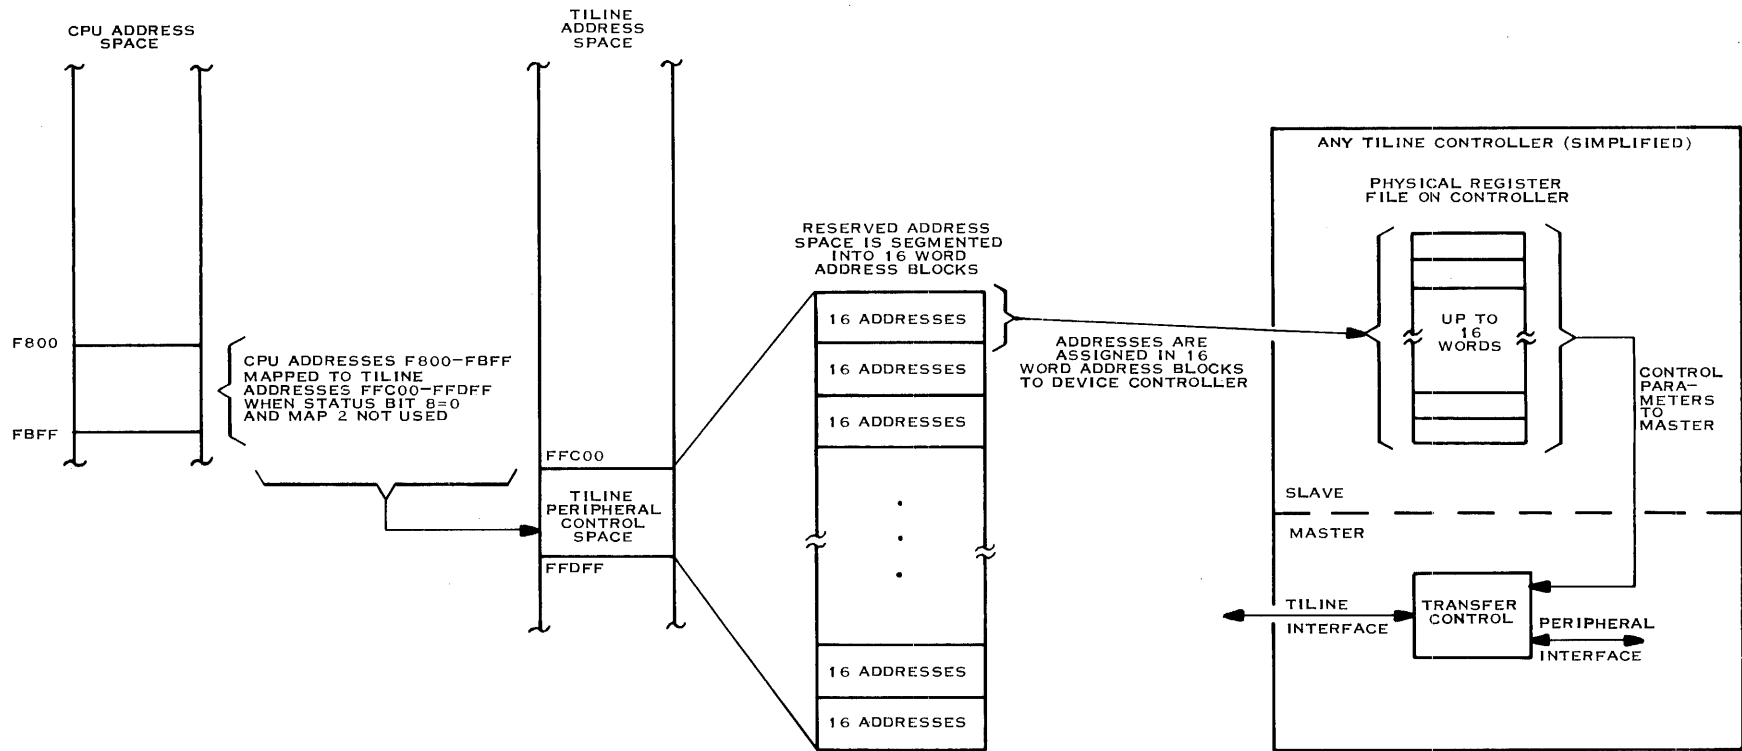 CPU ADDRESS
SPACE
TILINE
ADDRESS
SPACE
F800
FBFF
CPU ADDRESSES F800-FBFF
MAPPED TO TILINE
ADDRESSES FFC00-FFDFF
WHEN STATUS BIT 8=0
AND MAP 2 NOT USED
FFC00
TILINE
PERIPHERAL
CONTROL
SPACE
FFDFF
RESERVED ADDRESS
SPACE IS SEGMENTED
INTO 16 WORD
ADDRESS BLOCKS
16 ADDRESSES
16 ADDRESSES
16 ADDRESSES
16 ADDRESSES
16 ADDRESSES
ADDRESSES ARE
ASSIGNED IN 16
WORD ADDRESS BLOCKS
TO DEVICE CONTROLLER
ANY TILINE CONTROLLER (SIMPLIFIED)
PHYSICAL REGISTER
FILE ON CONTROLLER
UP TO
16
WORDS
CONTROL
PARA-
METERS
TO
MASTER
SLAVE
MASTER
TILINE
INTERFACE
TRANSFER
CONTROL
PERIPHERAL
INTERFACE